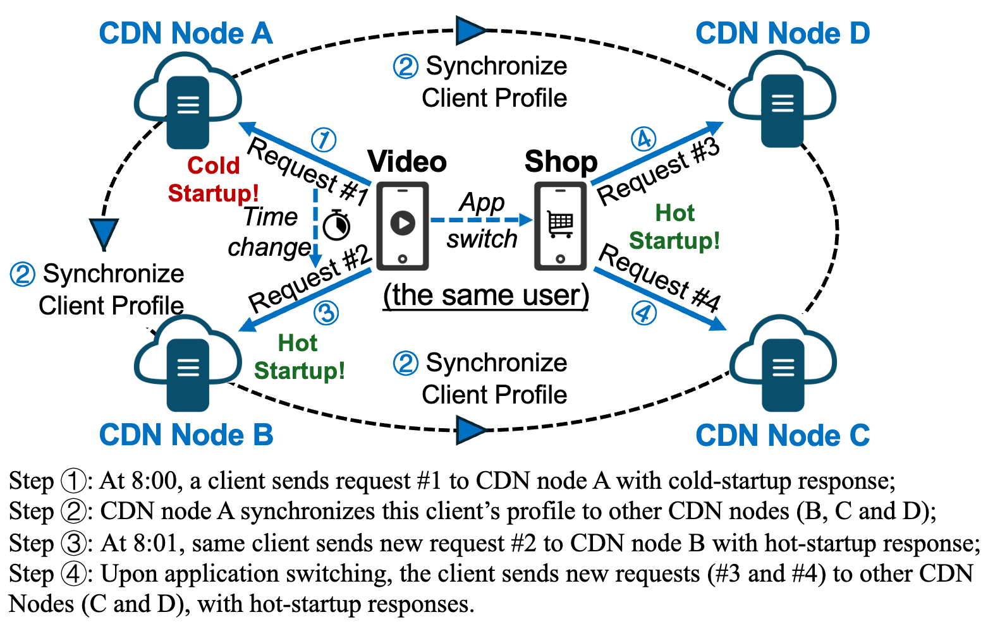 CDN Node A
CDN Node D
② Synchronize
Client Profile
①
Request #1
Cold
Startup!
Video
Shop
④
Request #3
Time
change
App
switch
Hot
Startup!
② Synchronize
Client Profile
Request #2
③
(the same user)
Request #4
④
Hot
Startup!
② Synchronize
Client Profile
CDN Node B
CDN Node C
Step ①: At 8:00, a client sends request #1 to CDN node A with cold-startup response;
Step ②: CDN node A synchronizes this client’s profile to other CDN nodes (B, C and D);
Step ③: At 8:01, same client sends new request #2 to CDN node B with hot-startup response;
Step ④: Upon application switching, the client sends new requests (#3 and #4) to other CDN
Nodes (C and D), with hot-startup responses.